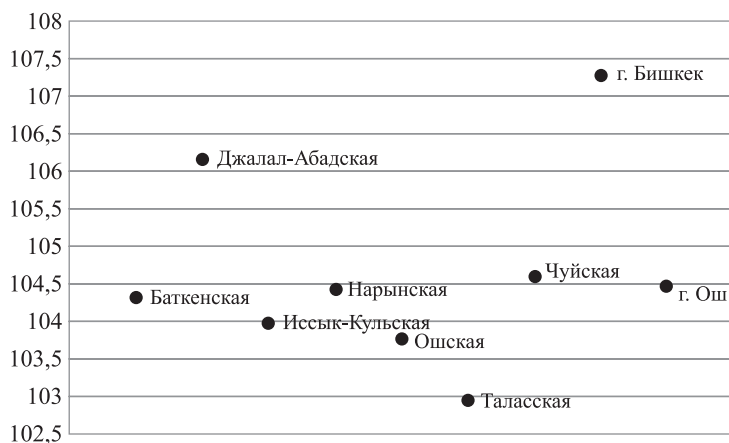 108
107,5
107
106,5
106
105,5
105
104,5
104
103,5
103
102,5
г. Бишкек
Джалал-Абадская
Чуйская
Нарынская
г. Ош
Баткенская
Иссык-Кульская
Ошская
Таласская